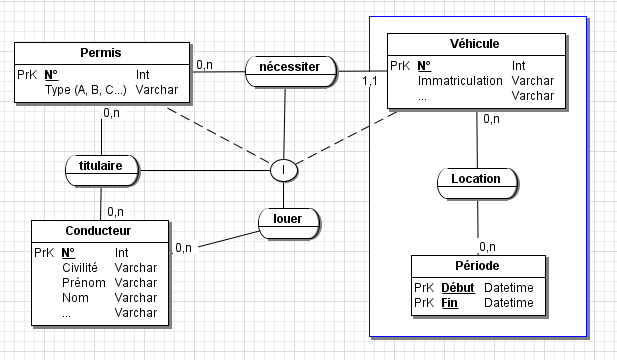 Permis
PrK N° Int
Type (A, B, C...) Varchar
0,n
nécessiter
1,1
Véhicule
PrK N° Int
Immatriculation Varchar
... Varchar
0,n
0,n
titulaire
I
Location
louer
0,n
0,n
0,n
Conducteur
PrK N° Int
Civilité Varchar
Prénom Varchar
Nom Varchar
... Varchar
Période
PrK Début Datetime
PrK Fin Datetime